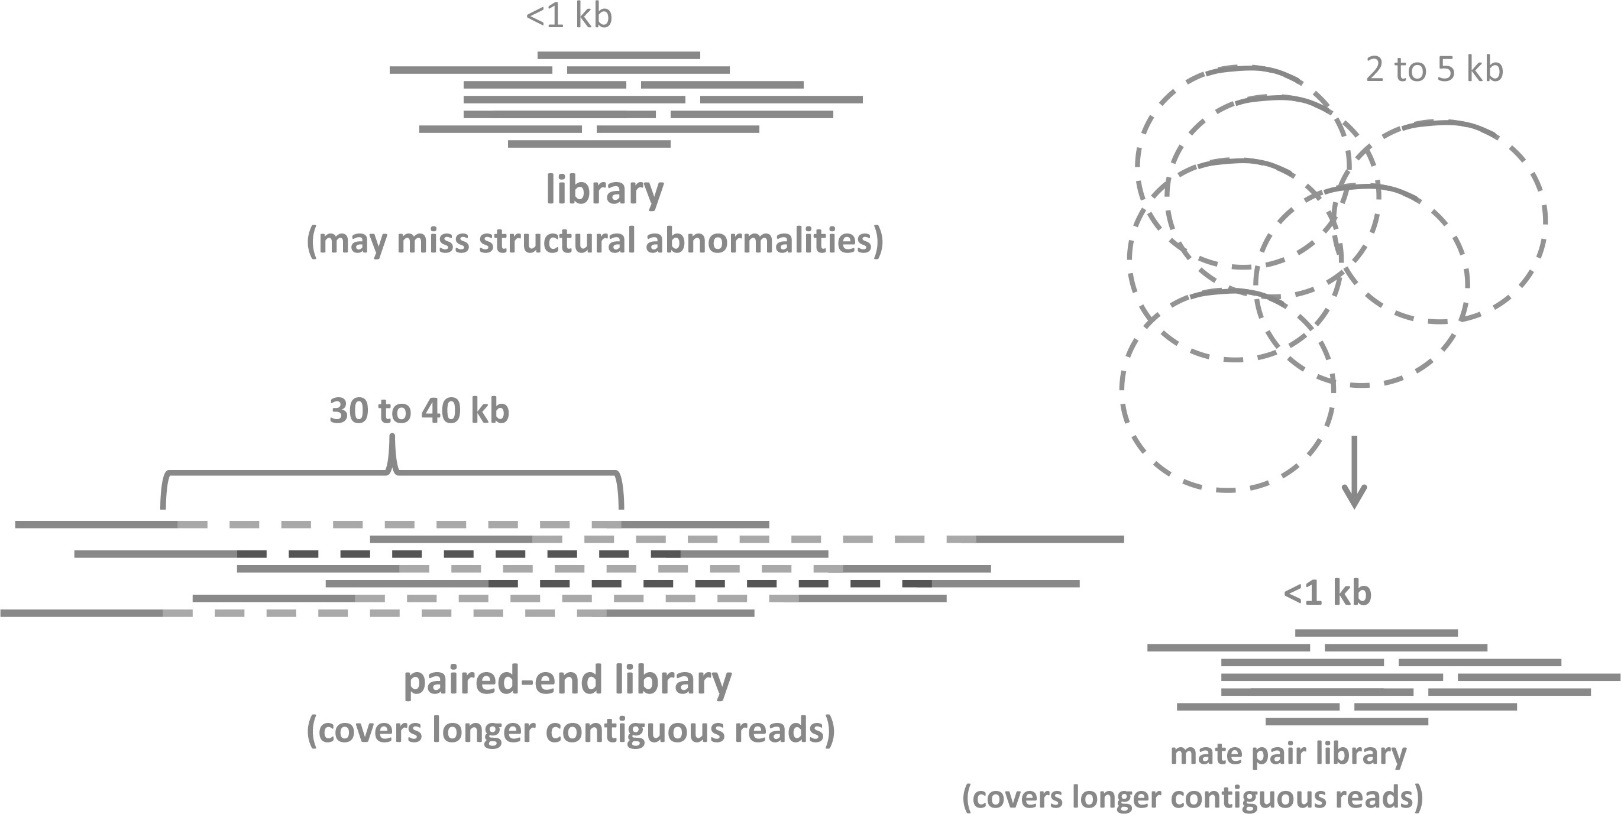 <1 kb
library
(may miss structural abnormalities)
2 to 5 kb
30 to 40 kb
paired-end library
(covers longer contiguous reads)
<1 kb
mate pair library
(covers longer contiguous reads)